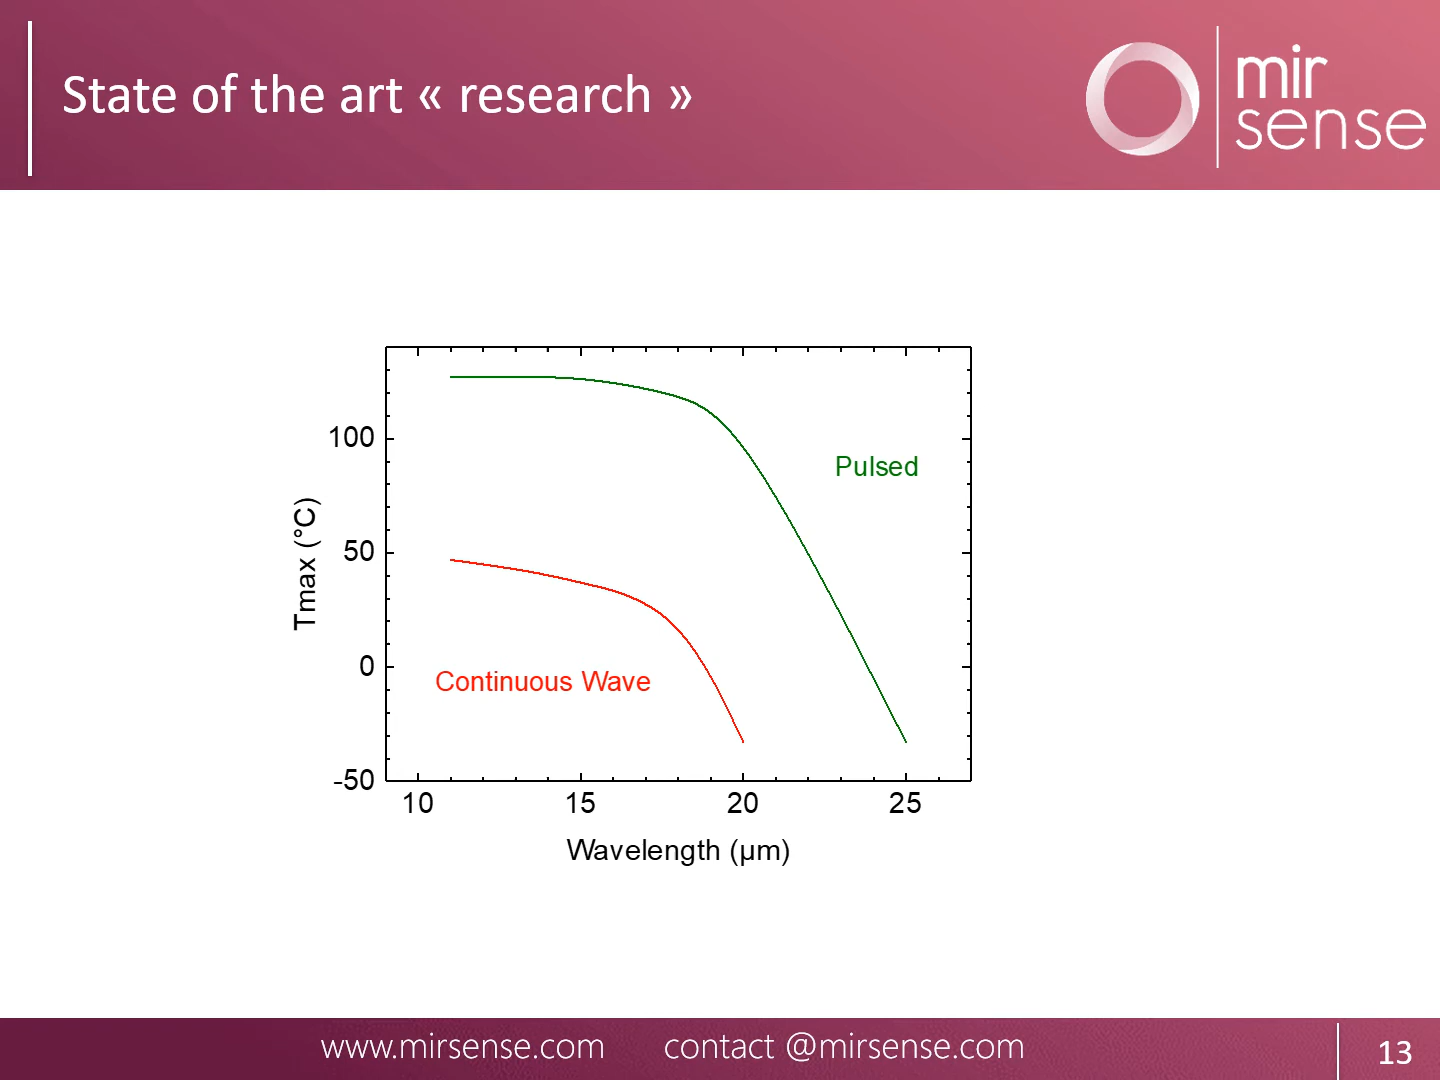 State of the art « research »
mir
sense
100
50
0
-50
Tmax (°C)
Pulsed
Continuous Wave
10 15 20 25
Wavelength (µm)
www.mirsense.com contact @mirsense.com
13